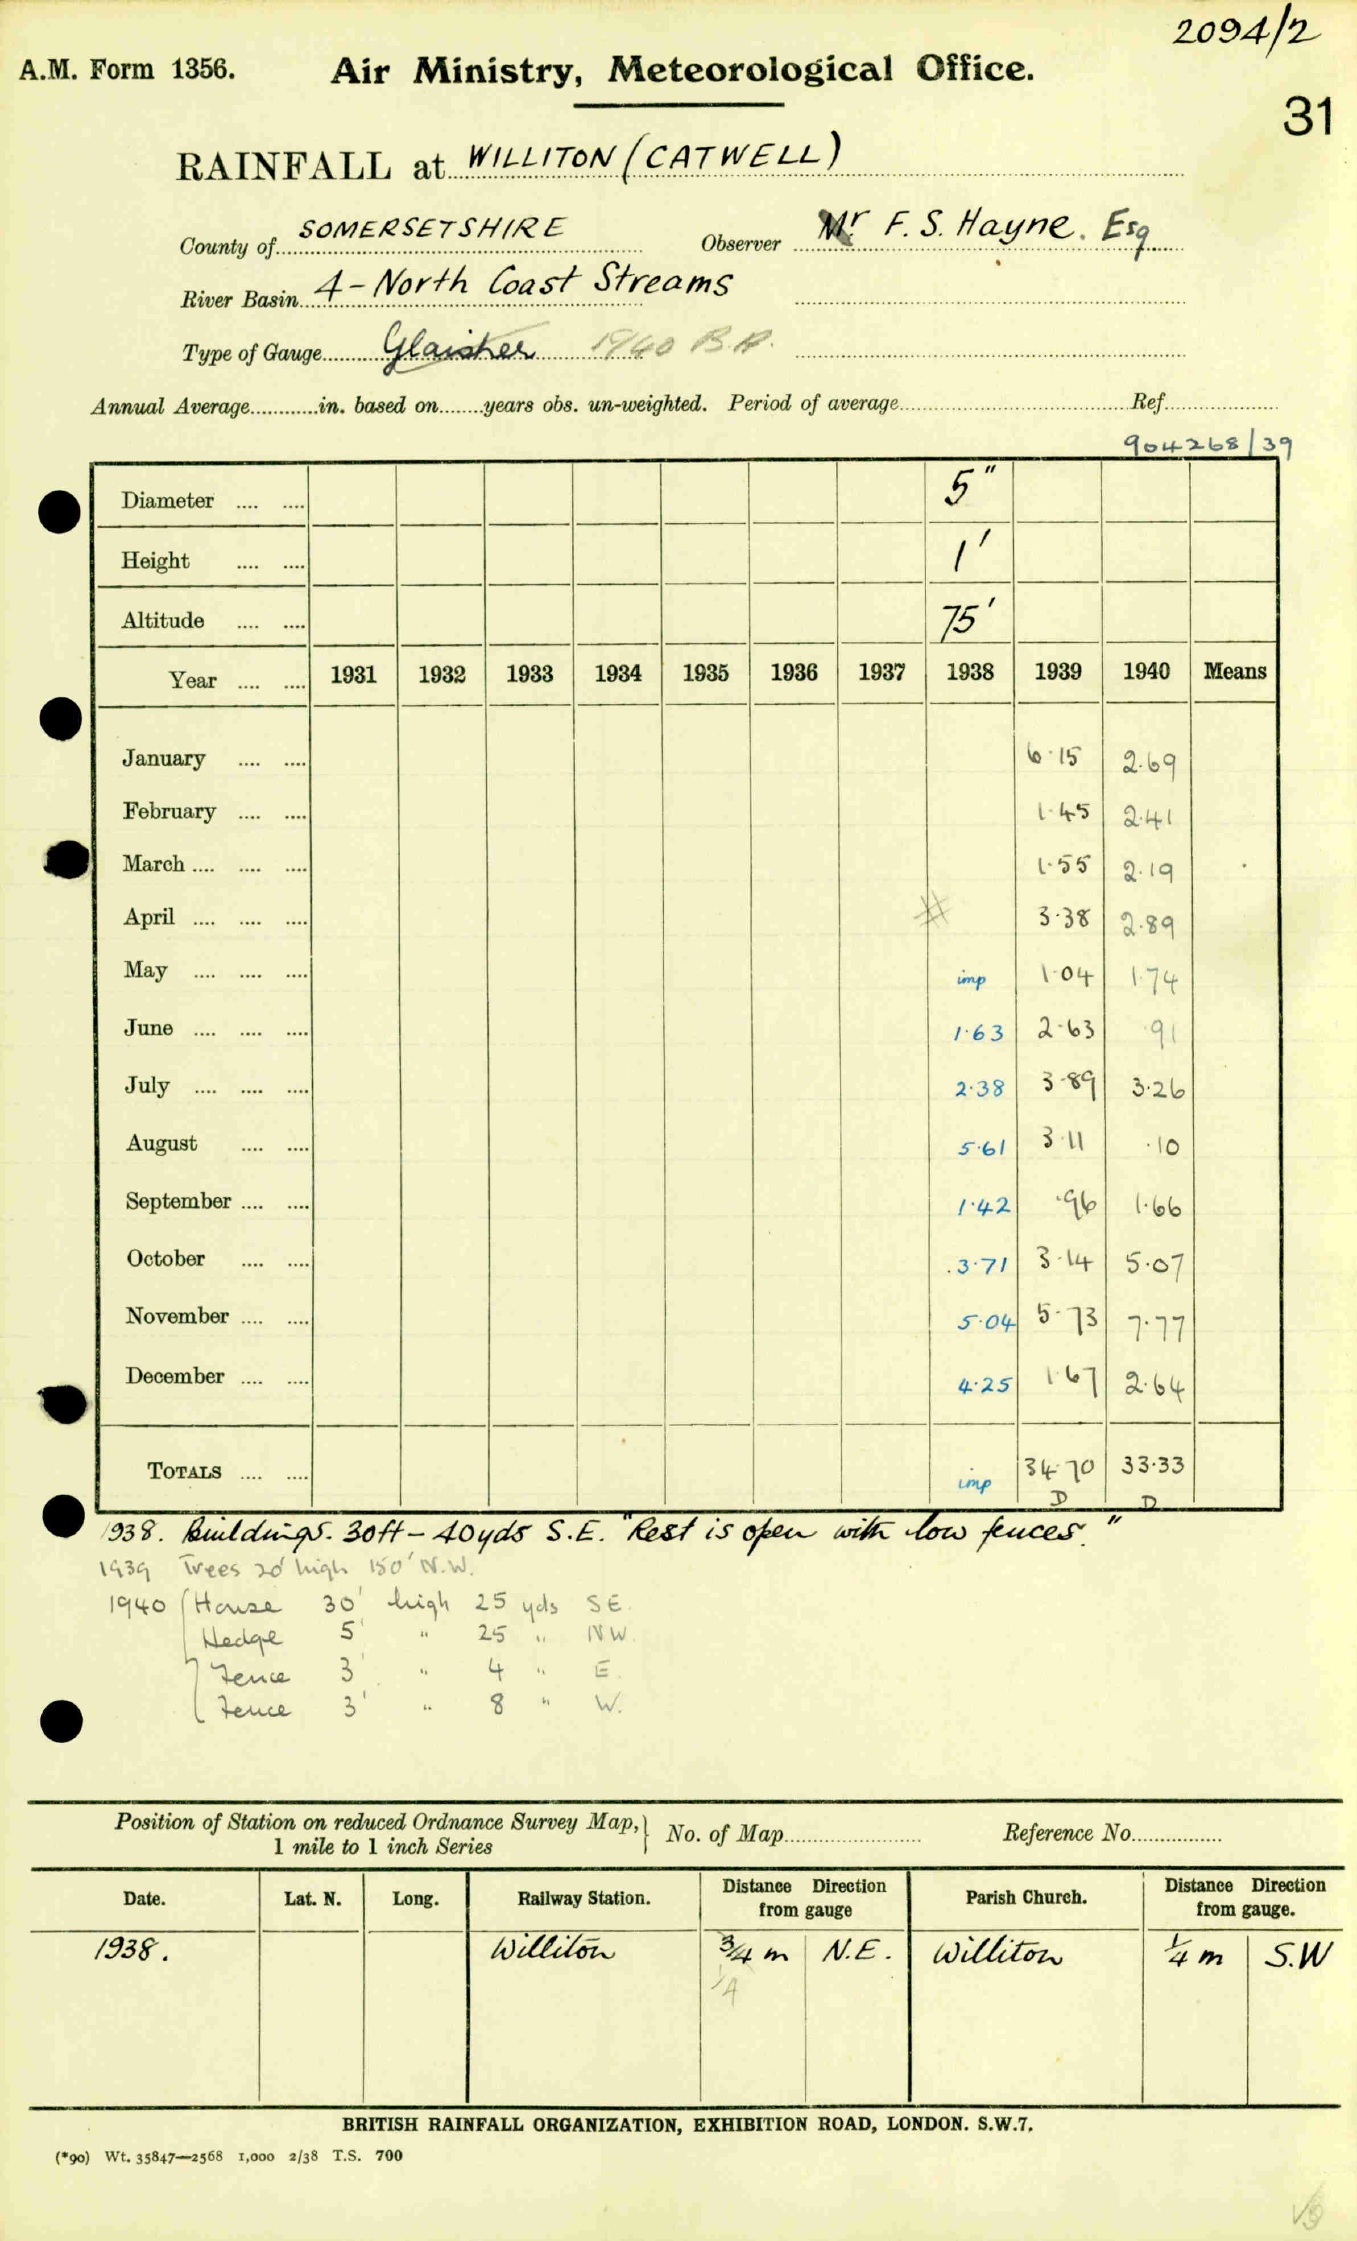 2094/2
A.M. Form 1356. Air Ministry, Meteorological Office.
31
RAINFALL at WILLITON (CATWELL)
County of SOMERSETSHIRE Observer Mr F. S. Hayne. Esq
River Basin 4 - North Coast Streams
Type of Gauge Glaisher 1940 B.R.
Annual Average............in. based on........years obs. un-weighted. Period of average........Ref........
904268/39
Diameter .... .... 5"
Height .... .... 1'
Altitude .... .... 75'
Year .... .... 1931 1932 1933 1934 1935 1936 1937 1938 1939 1940 Means
January .... .... 6·15 2·69
February .... .... 1·45 2·41
March .... .... .... 1·55 2·19
April .... .... .... # 3·38 2·89
May .... .... .... imp 1·04 1·74
June .... .... .... 1·63 2·63 ·91
July .... .... .... 2·38 3·89 3·26
August .... .... 5·61 3·11 ·10
September .... .... 1·42 ·96 1·66
October .... .... 3·71 3·14 5·07
November .... .... 5·04 5·73 7·77
December .... .... 4·25 1·67 2·64
TOTALS .... .... imp 34·70 33·33
D D
1938. Buildings. 30ft - 40yds S.E. "Rest is open with low fences."
1939 Trees 20' high 150' N.W.
1940 House 30' high 25 yds SE.
Hedge 5' " 25 " NW.
Fence 3' " 4 " E.
Fence 3' " 8 " W.
Position of Station on reduced Ordnance Survey Map, } No. of Map........ Reference No........
1 mile to 1 inch Series
Date. Lat. N. Long. Railway Station. Distance Direction from gauge Parish Church. Distance Direction from gauge.
1938. Williton 3/4 m N.E. Williton 1/4 m S.W
1/4
BRITISH RAINFALL ORGANIZATION, EXHIBITION ROAD, LONDON. S.W.7.
(*90) Wt. 35847—2568 1,000 2/38 T.S. 700